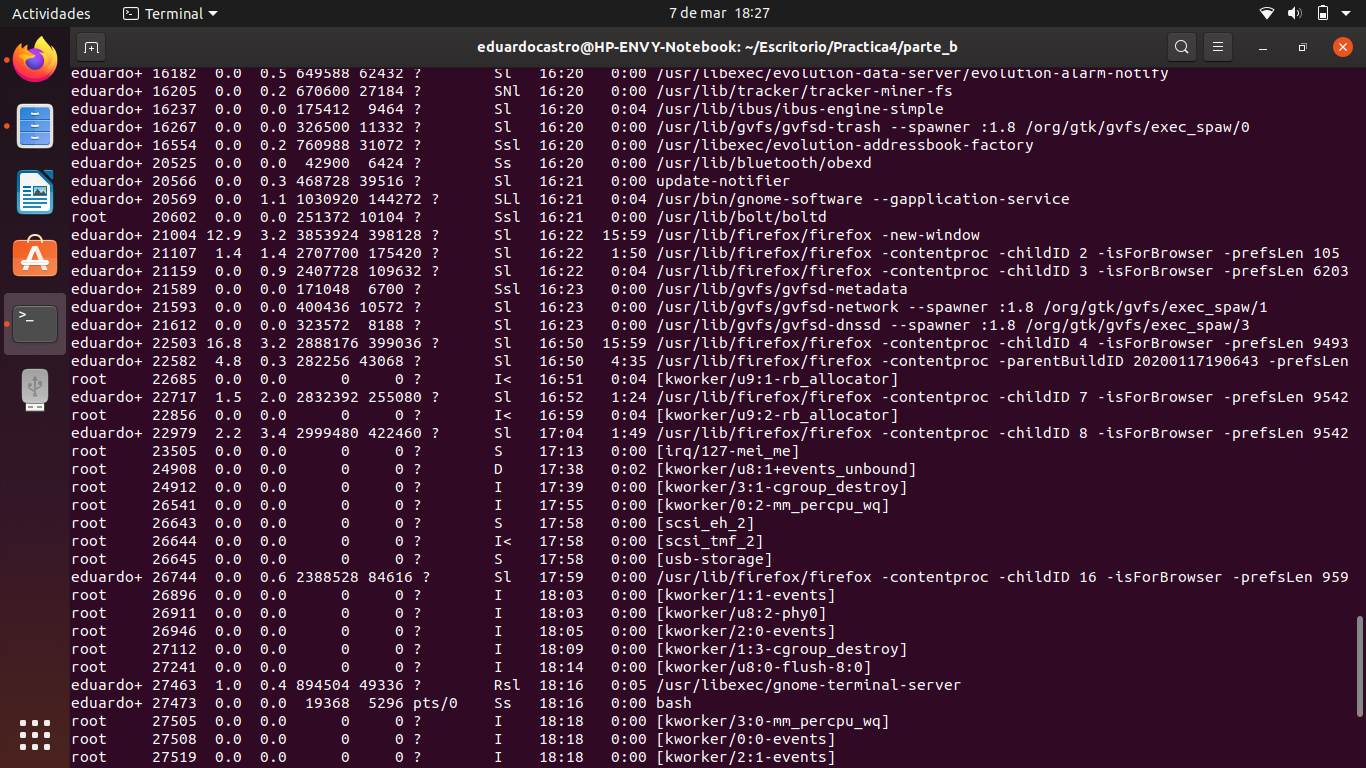 Actividades Terminal 7 de mar 18:27
eduardocastro@HP-ENVY-Notebook: ~/Escritorio/Practica4/parte_b
eduardo+ 16182  0.0  0.5 649588 62432 ?        Sl   16:20   0:00 /usr/libexec/evolution-data-server/evolution-alarm-notify
eduardo+ 16205  0.0  0.2 670600 27184 ?        SNl  16:20   0:00 /usr/lib/tracker/tracker-miner-fs
eduardo+ 16237  0.0  0.0 175412  9464 ?        Sl   16:20   0:04 /usr/lib/ibus/ibus-engine-simple
eduardo+ 16267  0.0  0.0 326500 11332 ?        Sl   16:20   0:00 /usr/lib/gvfs/gvfsd-trash --spawner :1.8 /org/gtk/gvfs/exec_spaw/0
eduardo+ 16554  0.0  0.2 760988 31072 ?        Ssl  16:20   0:00 /usr/libexec/evolution-addressbook-factory
eduardo+ 20525  0.0  0.0  42900  6424 ?        Ss   16:20   0:00 /usr/lib/bluetooth/obexd
eduardo+ 20566  0.0  0.3 468728 39516 ?        Sl   16:21   0:00 update-notifier
eduardo+ 20569  0.0  1.1 1030920 144272 ?      SLl  16:21   0:04 /usr/bin/gnome-software --gapplication-service
root     20602  0.0  0.0 251372 10104 ?        Ssl  16:21   0:00 /usr/lib/bolt/boltd
eduardo+ 21004 12.9  3.2 3853924 398128 ?      Sl   16:22  15:59 /usr/lib/firefox/firefox -new-window
eduardo+ 21107  1.4  1.4 2707700 175420 ?      Sl   16:22   1:50 /usr/lib/firefox/firefox -contentproc -childID 2 -isForBrowser -prefsLen 105
eduardo+ 21159  0.0  0.9 2407728 109632 ?      Sl   16:22   0:04 /usr/lib/firefox/firefox -contentproc -childID 3 -isForBrowser -prefsLen 6203
eduardo+ 21589  0.0  0.0 171048  6700 ?        Ssl  16:23   0:00 /usr/lib/gvfs/gvfsd-metadata
eduardo+ 21593  0.0  0.0 400436 10572 ?        Sl   16:23   0:00 /usr/lib/gvfs/gvfsd-network --spawner :1.8 /org/gtk/gvfs/exec_spaw/1
eduardo+ 21612  0.0  0.0 323572  8188 ?        Sl   16:23   0:00 /usr/lib/gvfs/gvfsd-dnssd --spawner :1.8 /org/gtk/gvfs/exec_spaw/3
eduardo+ 22503 16.8  3.2 2888176 399036 ?      Sl   16:50  15:59 /usr/lib/firefox/firefox -contentproc -childID 4 -isForBrowser -prefsLen 9493
eduardo+ 22582  4.8  0.3 282256 43068 ?        Sl   16:50   4:35 /usr/lib/firefox/firefox -contentproc -parentBuildID 20200117190643 -prefsLen
root     22685  0.0  0.0      0     0 ?        I<   16:51   0:04 [kworker/u9:1-rb_allocator]
eduardo+ 22717  1.5  2.0 2832392 255080 ?      Sl   16:52   1:24 /usr/lib/firefox/firefox -contentproc -childID 7 -isForBrowser -prefsLen 9542
root     22856  0.0  0.0      0     0 ?        I<   16:59   0:04 [kworker/u9:2-rb_allocator]
eduardo+ 22979  2.2  3.4 2999480 422460 ?      Sl   17:04   1:49 /usr/lib/firefox/firefox -contentproc -childID 8 -isForBrowser -prefsLen 9542
root     23505  0.0  0.0      0     0 ?        S    17:13   0:00 [irq/127-mei_me]
root     24908  0.0  0.0      0     0 ?        D    17:38   0:02 [kworker/u8:1+events_unbound]
root     24912  0.0  0.0      0     0 ?        I    17:39   0:00 [kworker/3:1-cgroup_destroy]
root     26541  0.0  0.0      0     0 ?        I    17:55   0:00 [kworker/0:2-mm_percpu_wq]
root     26643  0.0  0.0      0     0 ?        S    17:58   0:00 [scsi_eh_2]
root     26644  0.0  0.0      0     0 ?        I<   17:58   0:00 [scsi_tmf_2]
root     26645  0.0  0.0      0     0 ?        S    17:58   0:00 [usb-storage]
eduardo+ 26744  0.0  0.6 2388528 84616 ?       Sl   17:59   0:00 /usr/lib/firefox/firefox -contentproc -childID 16 -isForBrowser -prefsLen 959
root     26896  0.0  0.0      0     0 ?        I    18:03   0:00 [kworker/1:1-events]
root     26911  0.0  0.0      0     0 ?        I    18:03   0:00 [kworker/u8:2-phy0]
root     26946  0.0  0.0      0     0 ?        I    18:05   0:00 [kworker/2:0-events]
root     27112  0.0  0.0      0     0 ?        I    18:09   0:00 [kworker/1:3-cgroup_destroy]
root     27241  0.0  0.0      0     0 ?        I    18:14   0:00 [kworker/u8:0-flush-8:0]
eduardo+ 27463  1.0  0.4 894504 49336 ?        Rsl  18:16   0:05 /usr/libexec/gnome-terminal-server
eduardo+ 27473  0.0  0.0  19368  5296 pts/0    Ss   18:16   0:00 bash
root     27505  0.0  0.0      0     0 ?        I    18:18   0:00 [kworker/3:0-mm_percpu_wq]
root     27508  0.0  0.0      0     0 ?        I    18:18   0:00 [kworker/0:0-events]
root     27519  0.0  0.0      0     0 ?        I    18:18   0:00 [kworker/2:1-events]